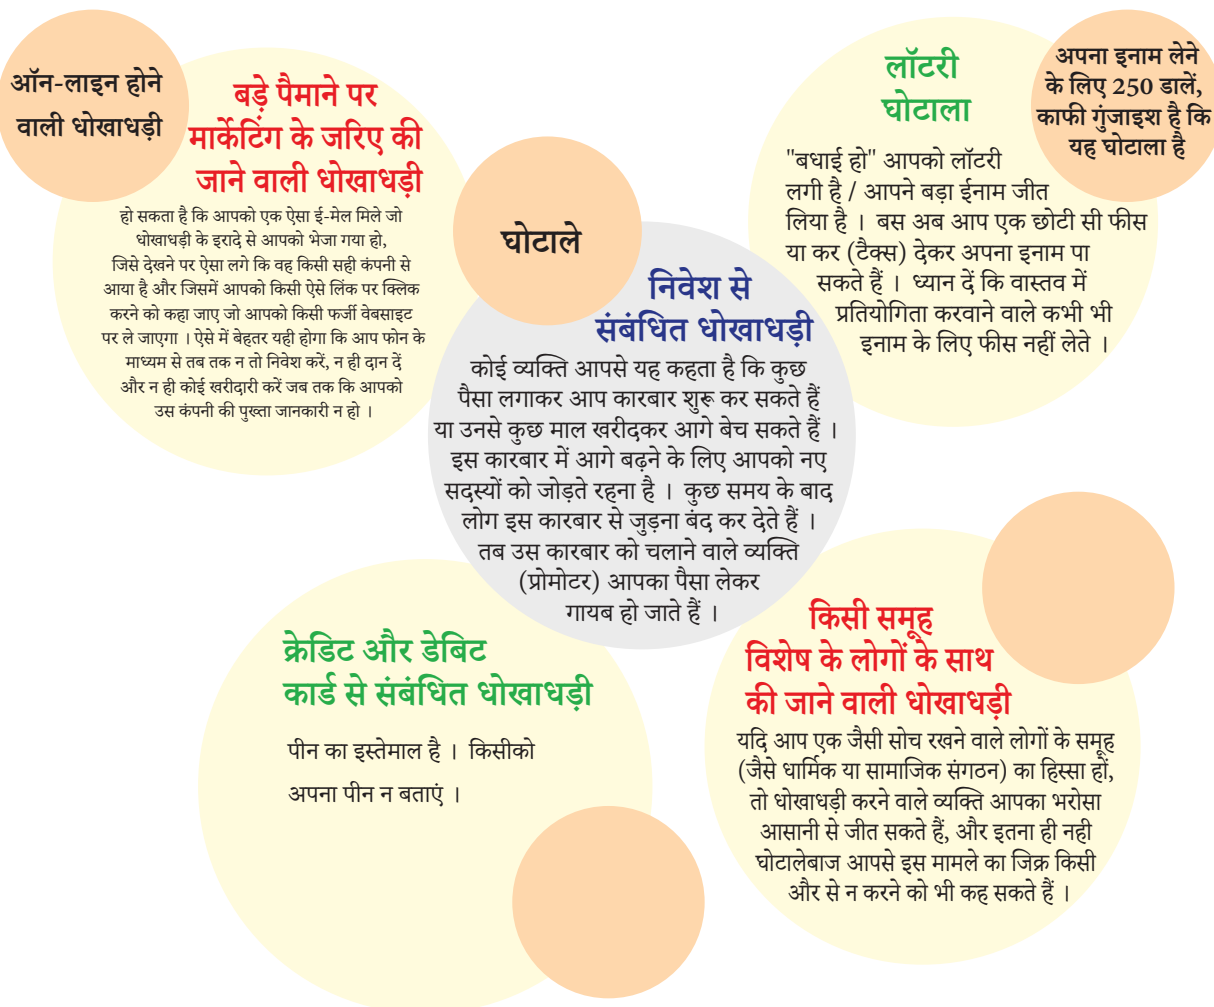 ऑन-लाइन होने
वाली धोखाधड़ी
बड़े पैमाने पर
मार्केटिंग के जरिए की
जाने वाली धोखाधड़ी
हो सकता है कि आपको एक ऐसा ई-मेल मिले जो
धोखाधड़ी के इरादे से आपको भेजा गया हो,
जिसे देखने पर ऐसा लगे कि वह किसी सही कंपनी से
आया है और जिसमें आपको किसी ऐसे लिंक पर क्लिक
करने को कहा जाए जो आपको किसी फर्जी वेबसाइट
पर ले जाएगा । ऐसे में बेहतर यही होगा कि आप फोन के
माध्यम से तब तक न तो निवेश करें, न ही दान दें
और न ही कोई खरीदारी करें जब तक कि आपको
उस कंपनी की पुख्ता जानकारी न हो ।
घोटाले
निवेश से
संबंधित धोखाधड़ी
कोई व्यक्ति आपसे यह कहता है कि कुछ
पैसा लगाकर आप कारबार शुरू कर सकते हैं
या उनसे कुछ माल खरीदकर आगे बेच सकते हैं ।
इस कारबार में आगे बढ़ने के लिए आपको नए
सदस्यों को जोड़ते रहना है । कुछ समय के बाद
लोग इस कारबार से जुड़ना बंद कर देते हैं ।
तब उस कारबार को चलाने वाले व्यक्ति
(प्रोमोटर) आपका पैसा लेकर
गायब हो जाते हैं ।
लॉटरी
घोटाला
"बधाई हो" आपको लॉटरी
लगी है / आपने बड़ा ईनाम जीत
लिया है । बस अब आप एक छोटी सी फीस
या कर (टैक्स) देकर अपना इनाम पा
सकते हैं । ध्यान दें कि वास्तव में
प्रतियोगिता करवाने वाले कभी भी
इनाम के लिए फीस नहीं लेते ।
अपना इनाम लेने
के लिए 250 डालें,
काफी गुंजाइश है कि
यह घोटाला है
क्रेडिट और डेबिट
कार्ड से संबंधित धोखाधड़ी
पीन का इस्तेमाल है । किसीको
अपना पीन न बताएं ।
किसी समूह
विशेष के लोगों के साथ
की जाने वाली धोखाधड़ी
यदि आप एक जैसी सोच रखने वाले लोगों के समूह
(जैसे धार्मिक या सामाजिक संगठन) का हिस्सा हों,
तो धोखाधड़ी करने वाले व्यक्ति आपका भरोसा
आसानी से जीत सकते हैं, और इतना ही नही
घोटालेबाज आपसे इस मामले का जिक्र किसी
और से न करने को भी कह सकते हैं ।